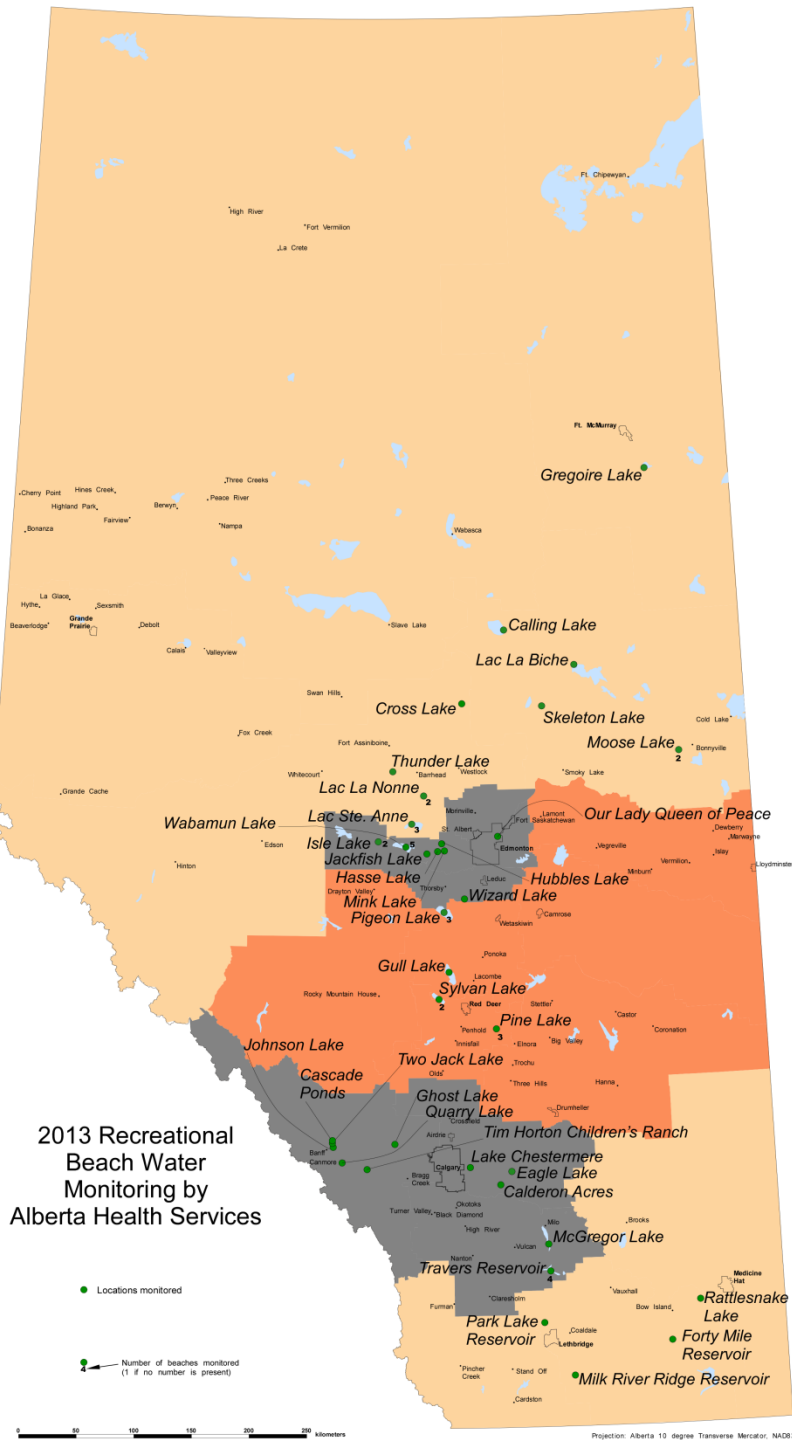 Ft. Chipewyan
High River
Fort Vermilion
La Crete
Ft. McMurray
Gregoire Lake
Three Creeks
Cherry Point
Hines Creek
Peace River
Highland Park
Berwyn
Fairview
Nampa
Bonanza
Wabasca
La Glace
Hythe
Sexsmith
Grande
Prairie
Beaverlodge
Debolt
Slave Lake
Calling Lake
Calais
Valleyview
Lac La Biche
Swan Hills
Cross Lake
Skeleton Lake
Cold Lake
Fox Creek
Fort Assiniboine
Moose Lake
2
Bonnyville
Thunder Lake
Whitecourt
Barrhead
Westlock
Smoky Lake
Grande Cache
Lac La Nonne
2
Morinville
Lamont
Our Lady Queen of Peace
Fort
Saskatchewan
Lac Ste. Anne
3
Wabamun Lake
St. Albert
Dewberry
Marwayne
Isle Lake
2
5
Edson
Edmonton
Vegreville
Islay
Jackfish Lake
Hinton
Vermilion
Lloydminster
Hasse Lake
Hubbles Lake
Minburn
Leduc
Thorsby
Drayton Valley
Mink Lake
Wizard Lake
Pigeon Lake
3
Wetaskiwin
Camrose
Ponoka
Gull Lake
Lacombe
Sylvan Lake
2
Rocky Mountain House
Stettler
Red Deer
Castor
Pine Lake
3
Coronation
Penhold
Innisfail
Elnora
Big Valley
Johnson Lake
Two Jack Lake
Trochu
Olds
Cascade
Ponds
Three Hills
Hanna
Ghost Lake
Quarry Lake
Drumheller
Crossfield
Tim Horton Children's Ranch
Airdrie
Banff
Canmore
Calgary
Lake Chestermere
Eagle Lake
Bragg
Creek
Calderon Acres
Okotoks
Turner Valley
Black Diamond
Milo
Brooks
High River
McGregor Lake
Vulcan
Nanton
Travers Reservoir
4
Medicine
Hat
Claresholm
Vauxhall
Furman
Bow Island
Rattlesnake
Lake
Park Lake
Reservoir
Coaldale
Lethbridge
Forty Mile
Reservoir
Pincher
Creek
Stand Off
Milk River Ridge Reservoir
Cardston
2013 Recreational
Beach Water
Monitoring by
Alberta Health Services
Locations monitored
4
Number of beaches monitored
(1 if no number is present)
0 50 100 150 200 250
kilometers
Projection: Alberta 10 degree Transverse Mercator, NAD83